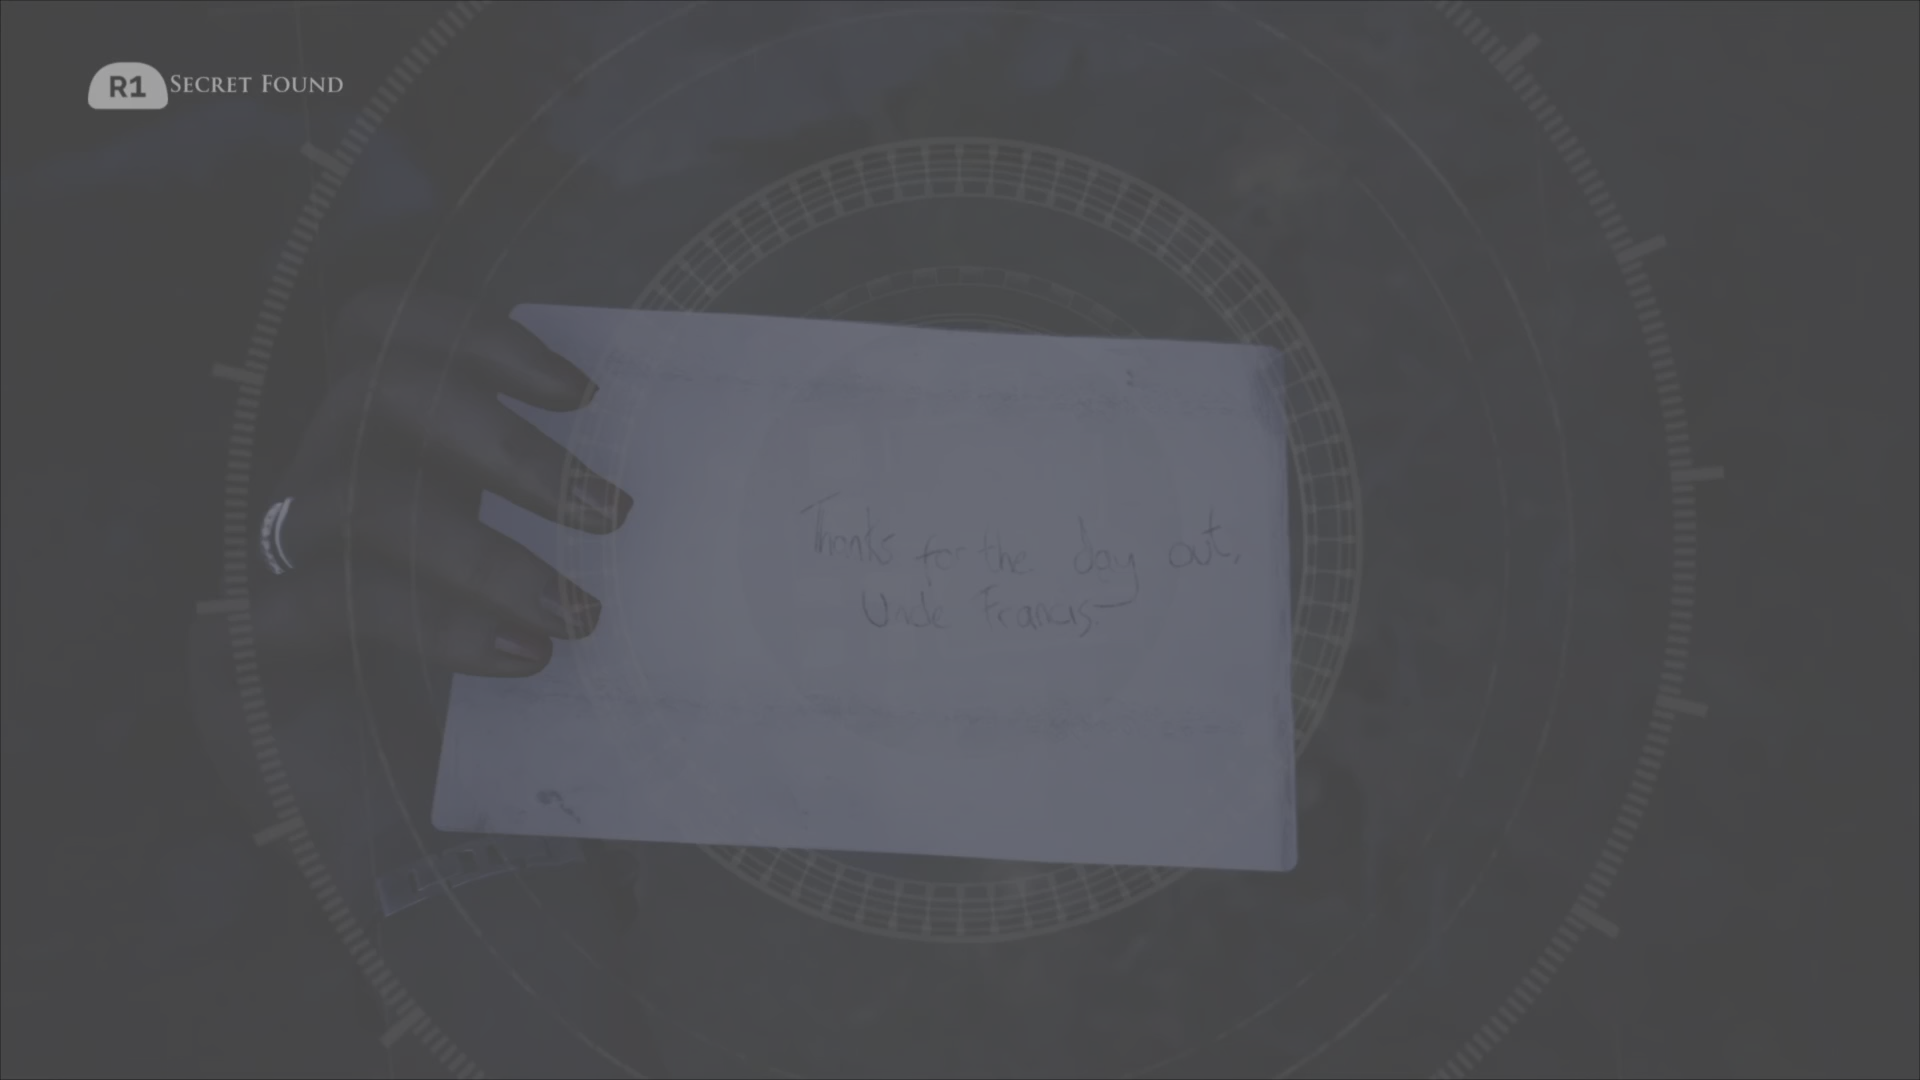 R1 SECRET FOUND
Thanks for the day out,
Uncle Francis